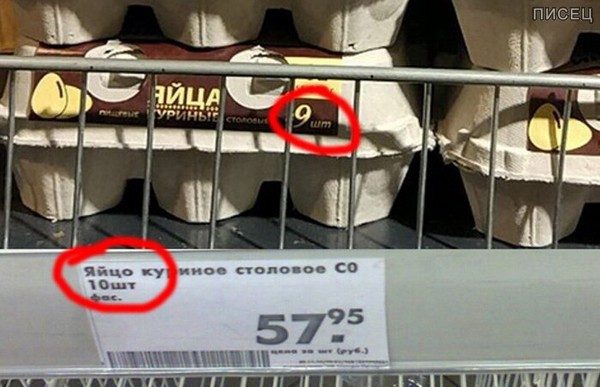 ПИСЕЦ
ЯЙЦА
пищевые КУРИНЫЕ столовые 9 шт
Яйцо куриное столовое С0
10шт
фас.
57.95
цена за шт (руб.)